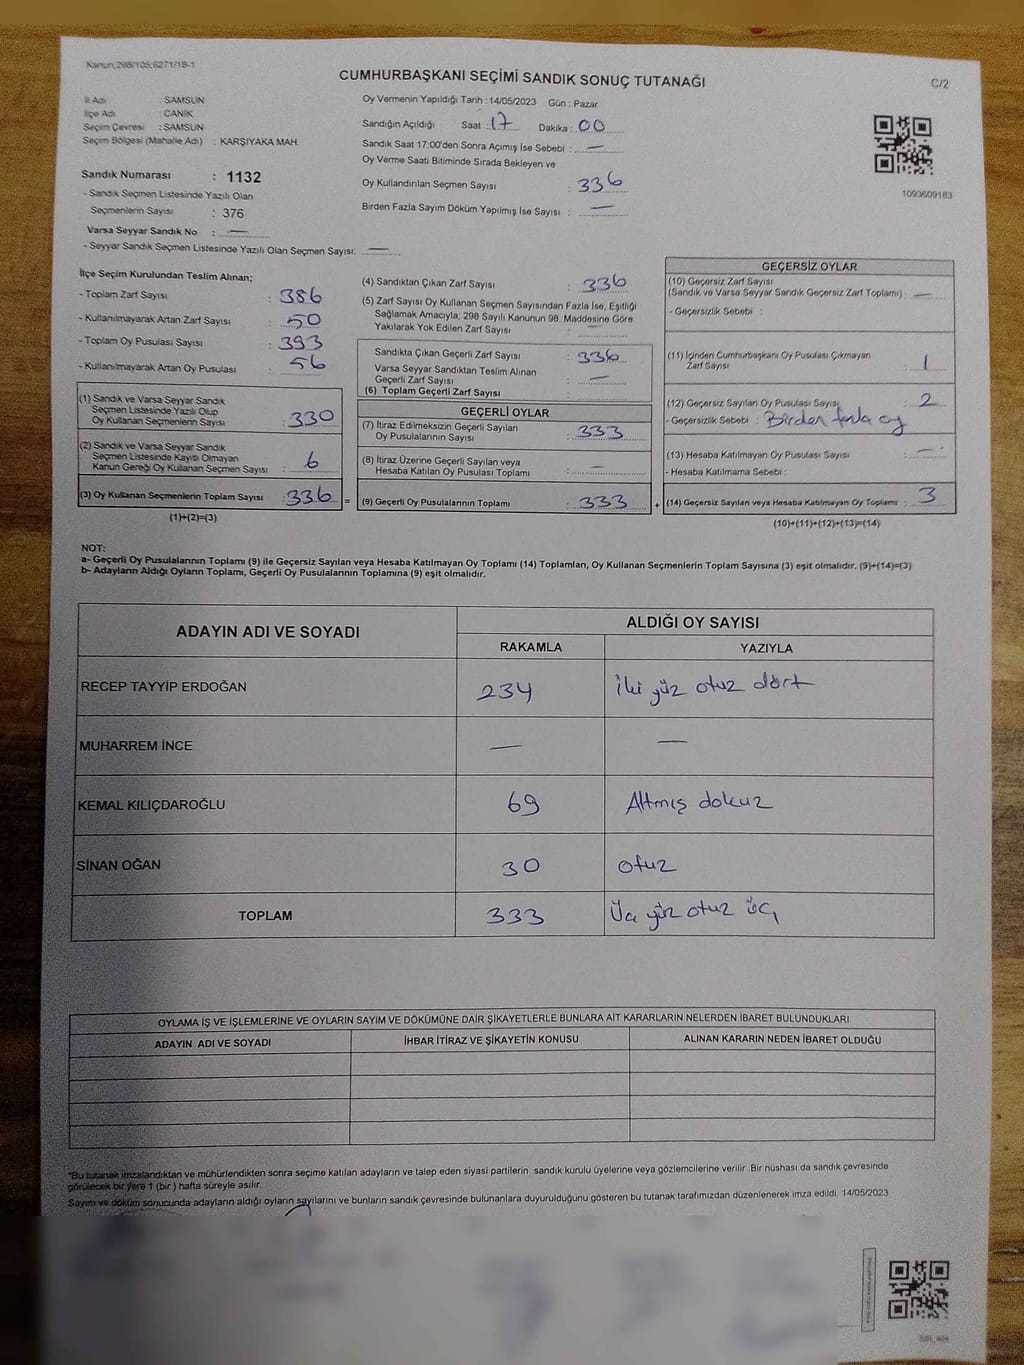 Kanun;298/105;6271/18-1
CUMHURBAŞKANI SEÇİMİ SANDIK SONUÇ TUTANAĞI
C/2
İl Adı : SAMSUN
İlçe Adı : CANİK
Seçim Çevresi : SAMSUN
Seçim Bölgesi (Mahalle Adı) : KARŞIYAKA MAH.
Oy Vermenin Yapıldığı Tarih : 14/05/2023 Gün : Pazar
Sandığın Açıldığı Saat : 17 Dakika : 00
Sandık Saat 17:00'den Sonra Açımış İse Sebebi : —
Oy Verme Saati Bitiminde Sırada Bekleyen ve
Oy Kullandırılan Seçmen Sayısı : 336
Birden Fazla Sayım Döküm Yapılmış İse Sayısı : —
1093609163
Sandık Numarası : 1132
- Sandık Seçmen Listesinde Yazılı Olan
Seçmenlerin Sayısı : 376
Varsa Seyyar Sandık No : —
- Seyyar Sandık Seçmen Listesinde Yazılı Olan Seçmen Sayısı: —
İlçe Seçim Kurulundan Teslim Alınan;
- Toplam Zarf Sayısı : 386
- Kullanılmayarak Artan Zarf Sayısı : 50
- Toplam Oy Pusulası Sayısı : 393
- Kullanılmayarak Artan Oy Pusulası : 56
(1) Sandık ve Varsa Seyyar Sandık
Seçmen Listesinde Yazılı Olup
Oy Kullanan Seçmenlerin Sayısı : 330
(2) Sandık ve Varsa Seyyar Sandık
Seçmen Listesinde Kayıtlı Olmayan
Kanun Gereği Oy Kullanan Seçmen Sayısı : 6
(3) Oy Kullanan Seçmenlerin Toplam Sayısı : 336 =
(1)+(2)=(3)
(4) Sandıktan Çıkan Zarf Sayısı : 336
(5) Zarf Sayısı Oy Kullanan Seçmen Sayısından Fazla İse, Eşitliği
Sağlamak Amacıyla; 298 Sayılı Kanunun 98. Maddesine Göre
Yakılarak Yok Edilen Zarf Sayısı : —
Sandıkta Çıkan Geçerli Zarf Sayısı : 336
Varsa Seyyar Sandıktan Teslim Alınan
Geçerli Zarf Sayısı : —
(6) Toplam Geçerli Zarf Sayısı :
GEÇERLİ OYLAR
(7) İtiraz Edilmeksizin Geçerli Sayılan
Oy Pusulalarının Sayısı : 333
(8) İtiraz Üzerine Geçerli Sayılan veya
Hesaba Katılan Oy Pusulası Toplamı : —
(9) Geçerli Oy Pusulalarının Toplamı : 333 +
GEÇERSİZ OYLAR
(10) Geçersiz Zarf Sayısı
(Sandık ve Varsa Seyyar Sandık Geçersiz Zarf Toplamı) : —
- Geçersizlik Sebebi :
(11) İçinden Cumhurbaşkanı Oy Pusulası Çıkmayan
Zarf Sayısı : 1
(12) Geçersiz Sayılan Oy Pusulası Sayısı : 2
- Geçersizlik Sebebi : Birden fazla oy
(13) Hesaba Katılmayan Oy Pusulası Sayısı : —
- Hesaba Katılmama Sebebi :
(14) Geçersiz Sayılan veya Hesaba Katılmayan Oy Toplamı : 3
(10)+(11)+(12)+(13)=(14)
NOT:
a- Geçerli Oy Pusulalarının Toplamı (9) ile Geçersiz Sayılan veya Hesaba Katılmayan Oy Toplamı (14) Toplamları, Oy Kullanan Seçmenlerin Toplam Sayısına (3) eşit olmalıdır. (9)+(14)=(3)
b- Adayların Aldığı Oyların Toplamı, Geçerli Oy Pusulalarının Toplamına (9) eşit olmalıdır.
ADAYIN ADI VE SOYADI
ALDIĞI OY SAYISI
RAKAMLA YAZIYLA
RECEP TAYYİP ERDOĞAN 234 İki yüz otuz dört
MUHARREM İNCE — —
KEMAL KILIÇDAROĞLU 69 Altmış dokuz
SİNAN OĞAN 30 otuz
TOPLAM 333 Üç yüz otuz üç
OYLAMA İŞ VE İŞLEMLERİNE VE OYLARIN SAYIM VE DÖKÜMÜNE DAİR ŞİKAYETLERLE BUNLARA AİT KARARLARIN NELERDEN İBARET BULUNDUKLARI
ADAYIN ADI VE SOYADI İHBAR İTİRAZ VE ŞİKAYETİN KONUSU ALINAN KARARIN NEDEN İBARET OLDUĞU
*Bu tutanak imzalandıktan ve mühürlendikten sonra seçime katılan adayların ve talep eden siyasi partilerin sandık kurulu üyelerine veya gözlemcilerine verilir. Bir nüshası da sandık çevresinde
görülecek bir yere 1 (bir ) hafta süreyle asılır.
Sayım ve döküm sonucunda adayların aldığı oyların sayılarını ve bunların sandık çevresinde bulunanlara duyurulduğunu gösteren bu tutanak tarafımızdan düzenlenerek imza edildi. 14/05/2023